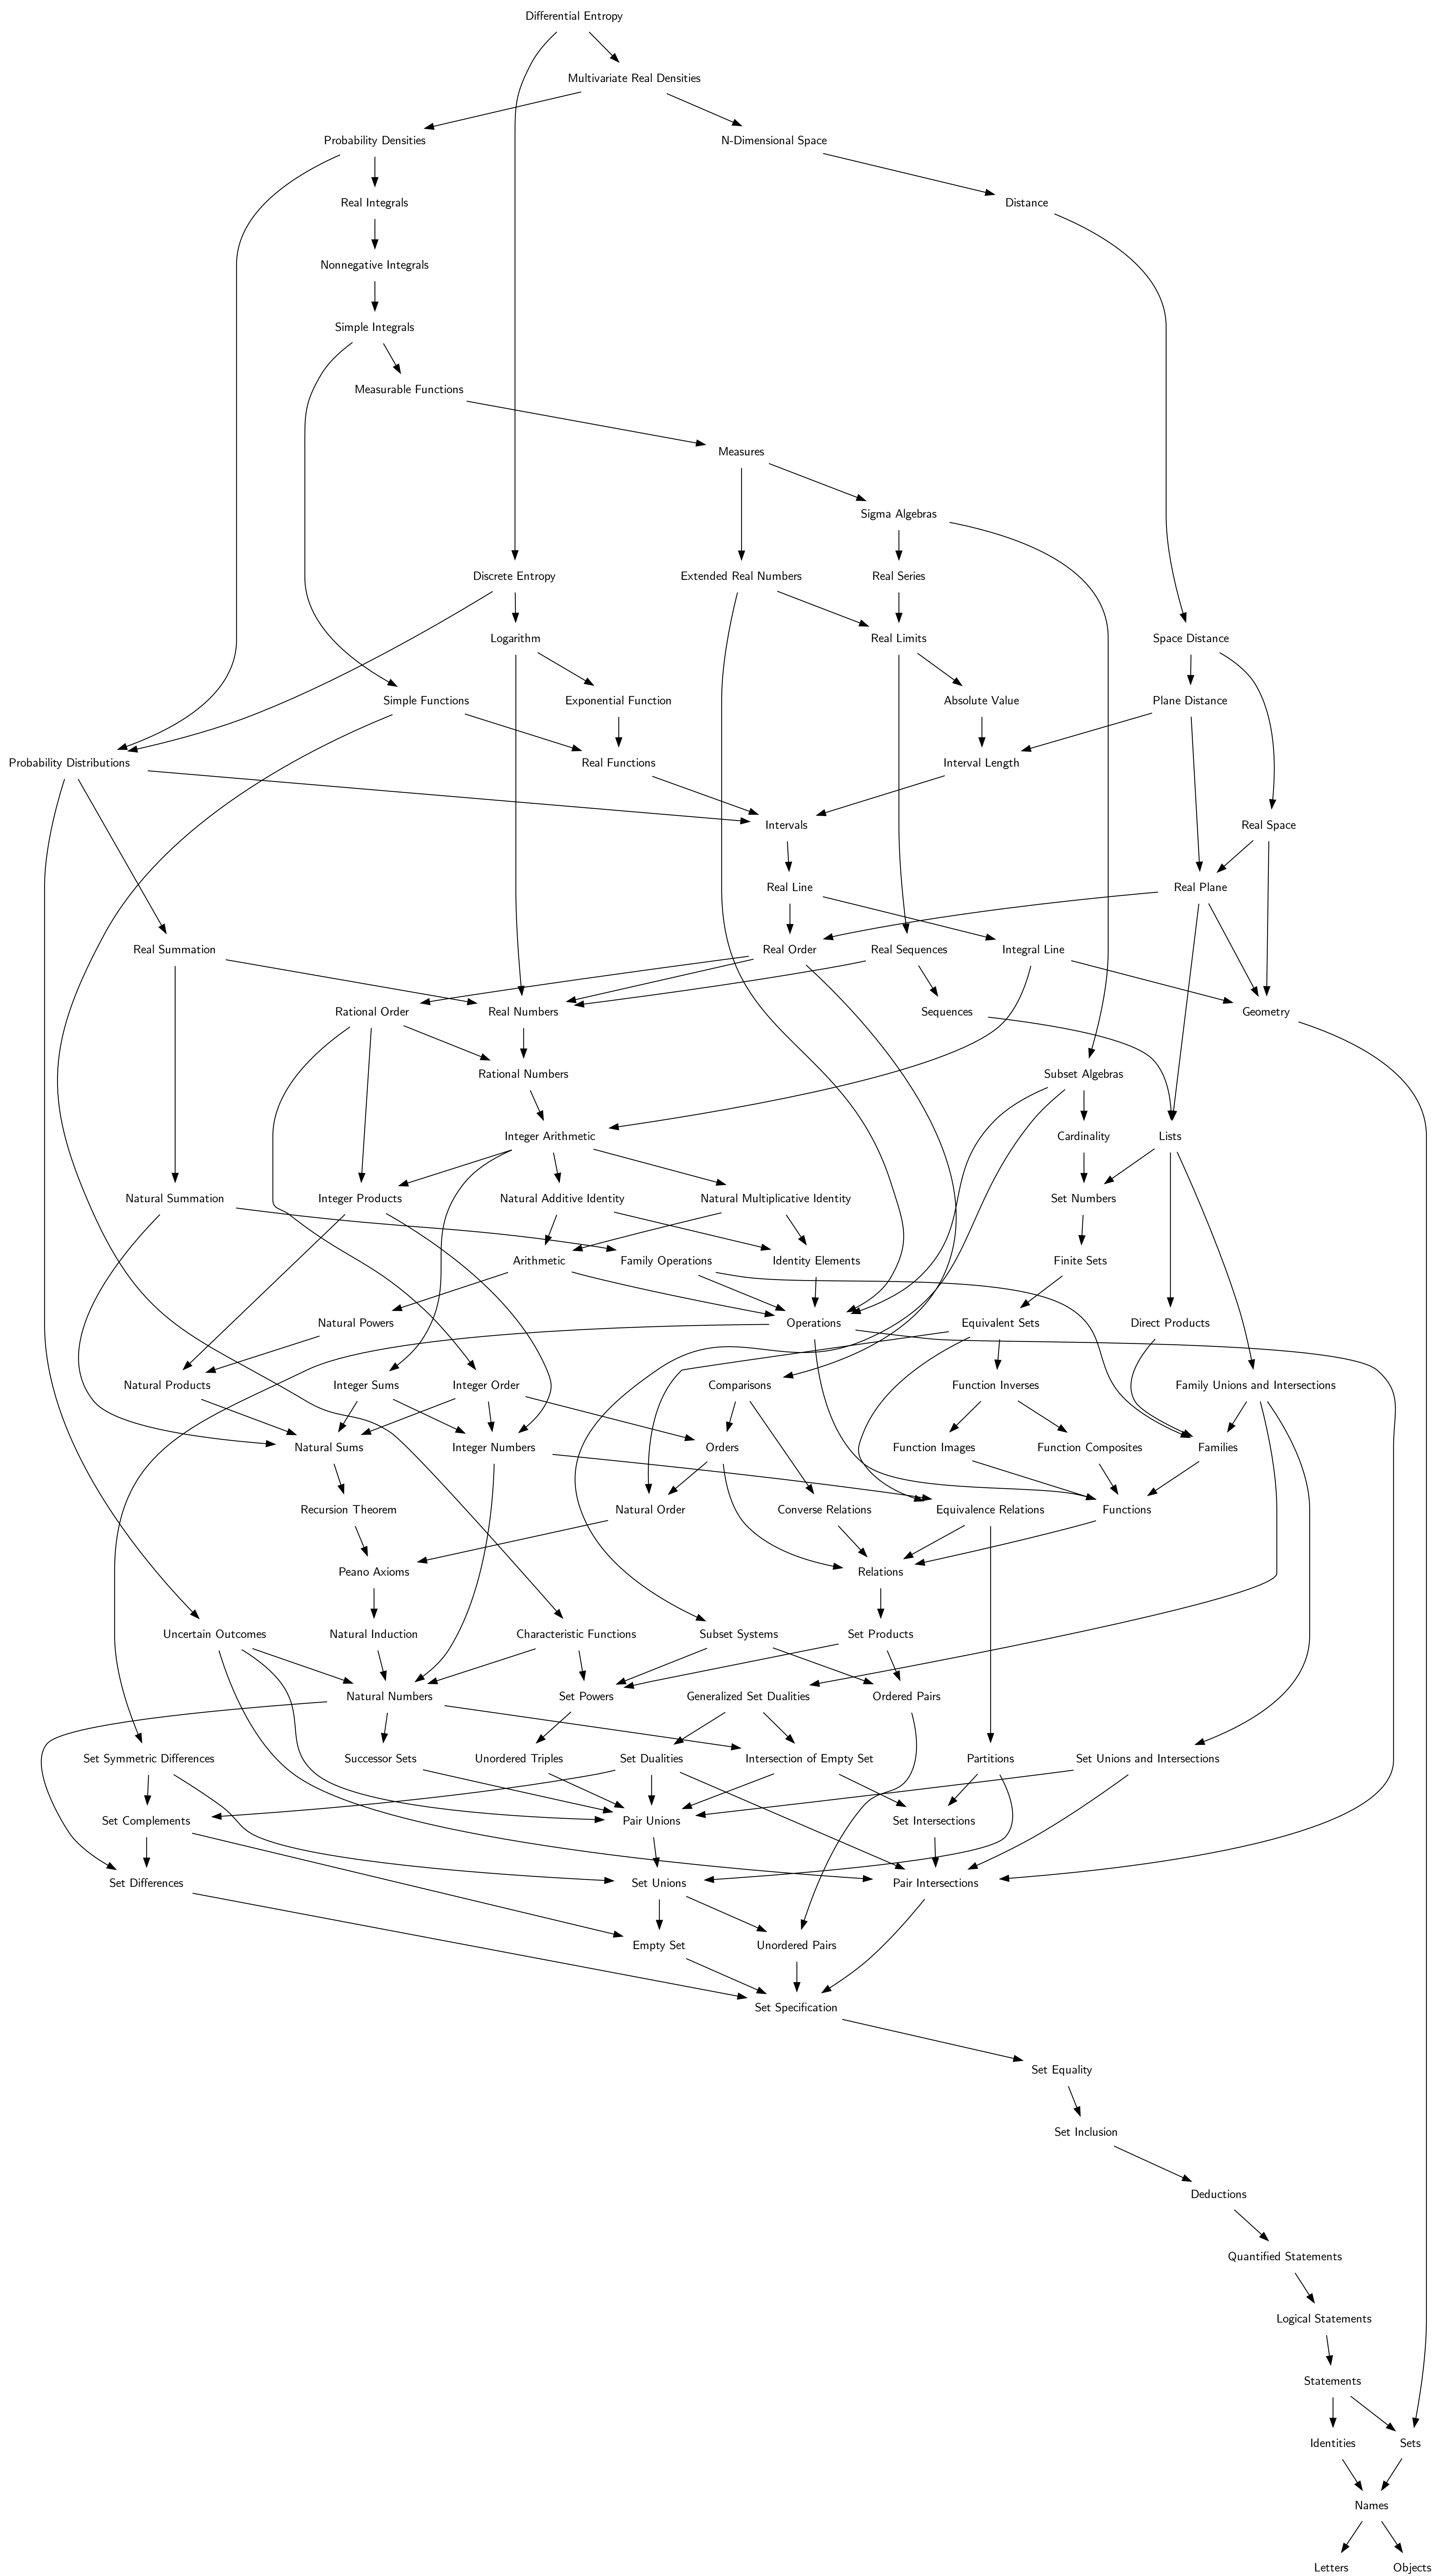 Differential Entropy
Multivariate Real Densities
Probability Densities
N-Dimensional Space
Real Integrals
Distance
Nonnegative Integrals
Simple Integrals
Measurable Functions
Measures
Sigma Algebras
Discrete Entropy
Extended Real Numbers
Real Series
Logarithm
Real Limits
Space Distance
Simple Functions
Exponential Function
Absolute Value
Plane Distance
Probability Distributions
Real Functions
Interval Length
Intervals
Real Space
Real Line
Real Plane
Real Summation
Real Order
Real Sequences
Integral Line
Rational Order
Real Numbers
Sequences
Geometry
Rational Numbers
Subset Algebras
Integer Arithmetic
Cardinality
Lists
Natural Summation
Integer Products
Natural Additive Identity
Natural Multiplicative Identity
Set Numbers
Arithmetic
Family Operations
Identity Elements
Finite Sets
Natural Powers
Operations
Equivalent Sets
Direct Products
Natural Products
Integer Sums
Integer Order
Comparisons
Function Inverses
Family Unions and Intersections
Natural Sums
Integer Numbers
Orders
Function Images
Function Composites
Families
Recursion Theorem
Natural Order
Converse Relations
Equivalence Relations
Functions
Peano Axioms
Relations
Uncertain Outcomes
Natural Induction
Characteristic Functions
Subset Systems
Set Products
Natural Numbers
Set Powers
Generalized Set Dualities
Ordered Pairs
Set Symmetric Differences
Successor Sets
Unordered Triples
Set Dualities
Intersection of Empty Set
Partitions
Set Unions and Intersections
Set Complements
Pair Unions
Set Intersections
Set Differences
Set Unions
Pair Intersections
Empty Set
Unordered Pairs
Set Specification
Set Equality
Set Inclusion
Deductions
Quantified Statements
Logical Statements
Statements
Identities
Sets
Names
Letters
Objects